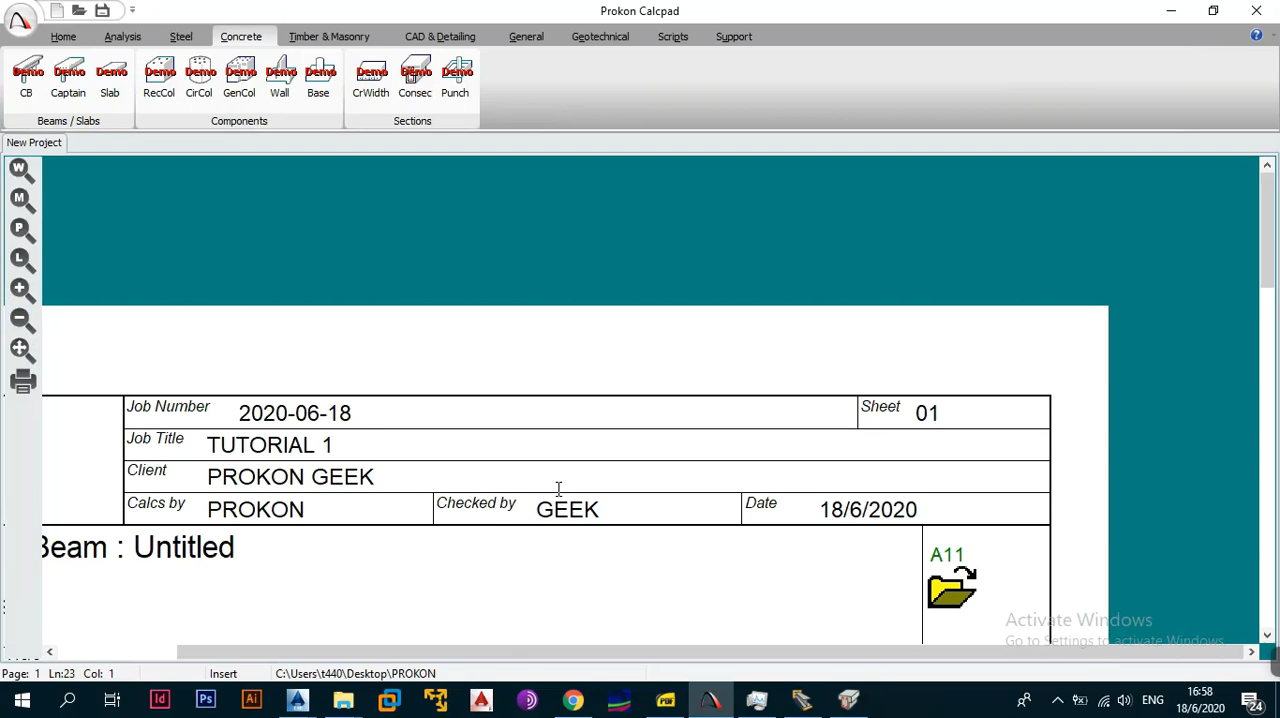 Prokon Calcpad
Home Analysis Steel Concrete Timber & Masonry CAD & Detailing General Geotechnical Scripts Support
Demo Demo Demo Demo Demo Demo Demo Demo Demo Demo Demo
CB Captain Slab RecCol CirCol GenCol Wall Base CrWidth Consec Punch
Beams / Slabs Components Sections
New Project
W
M
P
L
Job Number 2020-06-18 Sheet 01
Job Title TUTORIAL 1
Client PROKON GEEK
Calcs by PROKON Checked by GEEK Date 18/6/2020
Beam : Untitled
A11
Activate Windows
Go to Settings to activate Windows.
Page: 1 Ln:23 Col: 1 Insert C:\Users\t440\Desktop\PROKON
Id Ps Ai ENG 16:58
18/6/2020 24